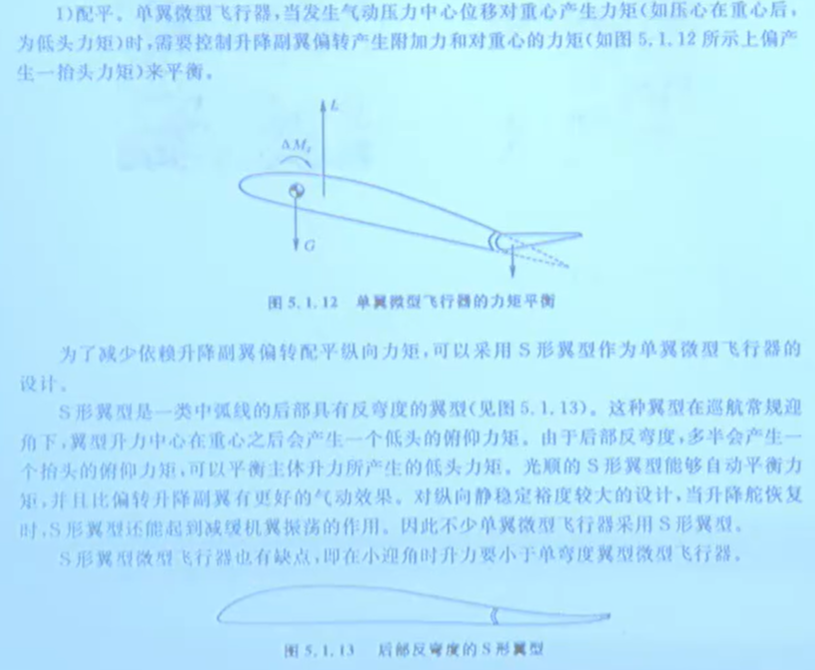 1)配平。单翼微型飞行器,当发生气动压力中心位移对重心产生力矩(如压心在重心后,
为低头力矩)时,需要控制升降副翼偏转产生附加力和对重心的力矩(如图5.1.12所示上偏产
生一抬头力矩)来平衡。
L
ΔMz
G
图5.1.12 单翼微型飞行器的力矩平衡
为了减少依赖升降副翼偏转配平纵向力矩,可以采用S形翼型作为单翼微型飞行器的
设计。
S形翼型是一类中弧线的后部具有反弯度的翼型(见图5.1.13)。这种翼型在巡航常规迎
角下,翼型升力中心在重心之后会产生一个低头的俯仰力矩。由于后部反弯度,多半会产生一
个抬头的俯仰力矩,可以平衡主体升力所产生的低头力矩。光顺的S形翼型能够自动平衡力
矩,并且比偏转升降副翼有更好的气动效果。对纵向静稳定裕度较大的设计,当升降舵恢复
时,S形翼型还能起到减缓机翼振荡的作用。因此不少单翼微型飞行器采用S形翼型。
S形翼型微型飞行器也有缺点,即在小迎角时升力要小于单弯度翼型微型飞行器。
图5.1.13 后部反弯度的S形翼型